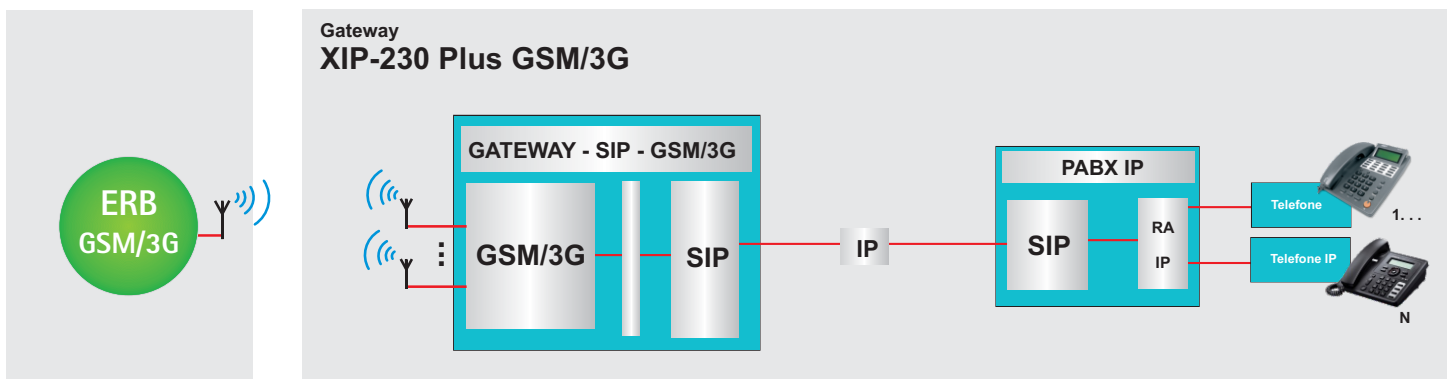 Gateway
XIP-230 Plus GSM/3G
ERB
GSM/3G
GATEWAY - SIP - GSM/3G
GSM/3G
SIP
IP
PABX IP
SIP
RA
IP
Telefone
1. . .
Telefone IP
N